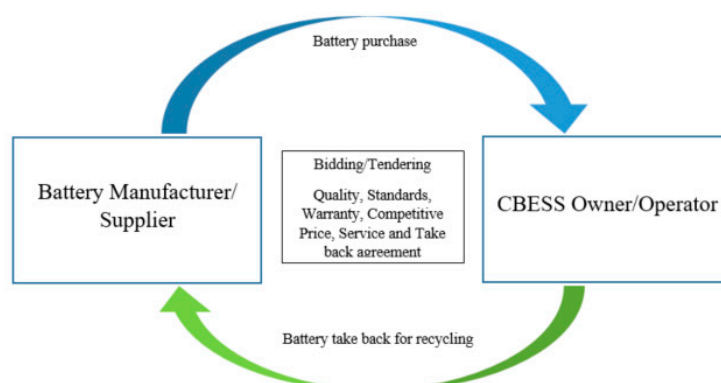 Battery purchase
Battery Manufacturer/
Supplier
Bidding/Tendering
Quality, Standards,
Warranty, Competitive
Price, Service and Take
back agreement
CBESS Owner/Operator
Battery take back for recycling